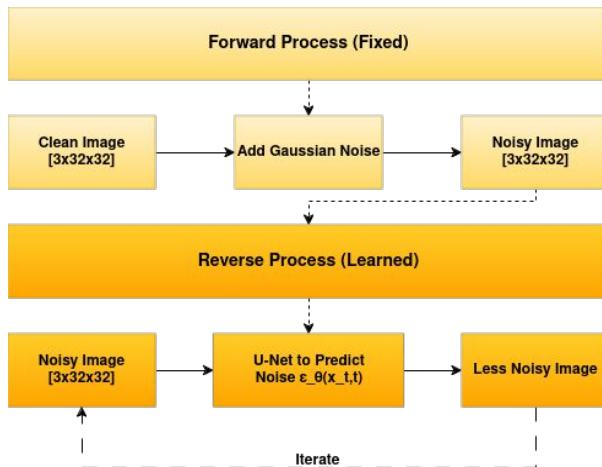 Forward Process (Fixed)
Clean Image
[3x32x32]
Add Gaussian Noise
Noisy Image
[3x32x32]
Reverse Process (Learned)
Noisy Image
[3x32x32]
U-Net to Predict
Noise ε_θ(x_t,t)
Less Noisy Image
Iterate